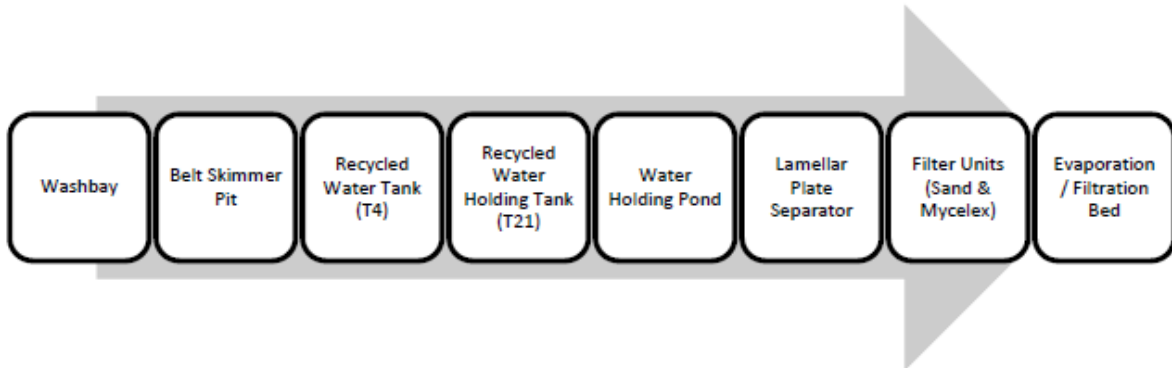 Washbay
Belt Skimmer
Pit
Recycled
Water Tank
(T4)
Recycled
Water
Holding Tank
(T21)
Water
Holding Pond
Lamellar
Plate
Separator
Filter Units
(Sand &
Mycelex)
Evaporation
/ Filtration
Bed